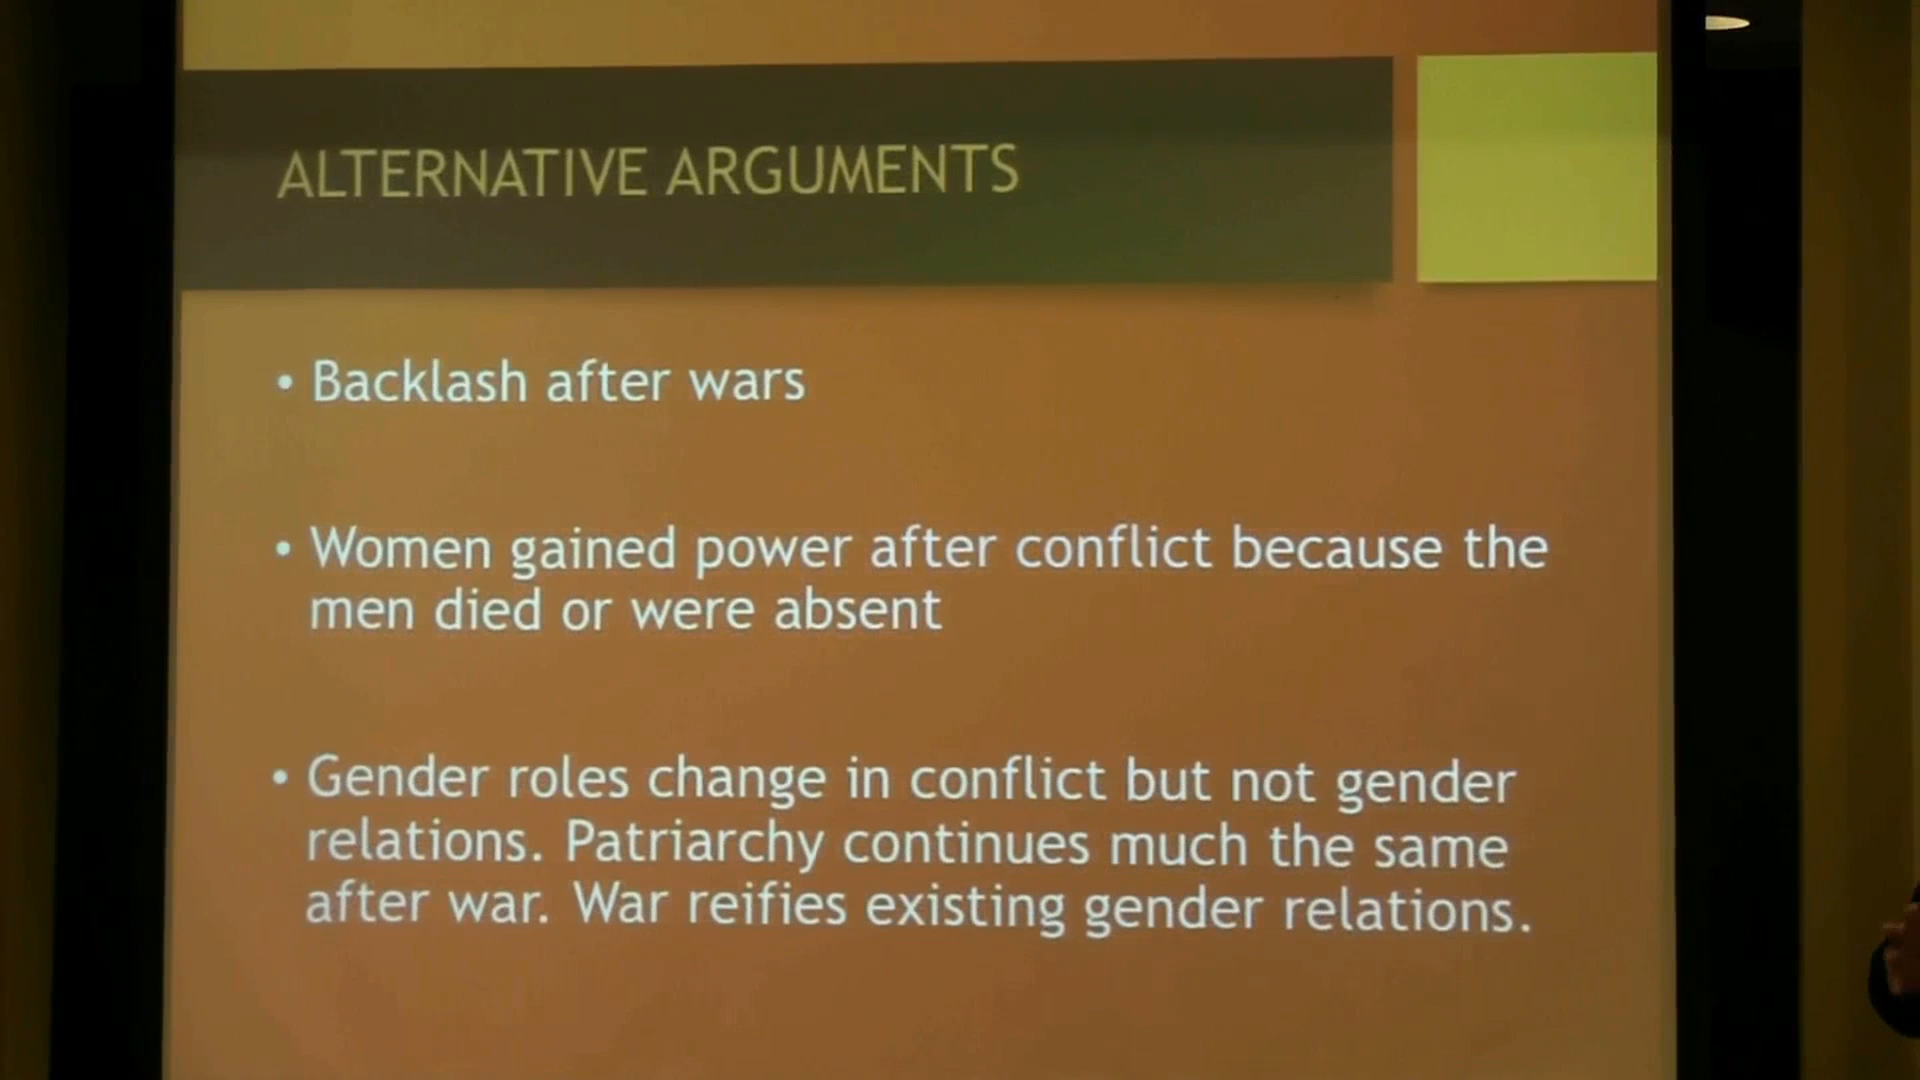 ALTERNATIVE ARGUMENTS
• Backlash after wars
• Women gained power after conflict because the
men died or were absent
• Gender roles change in conflict but not gender
relations. Patriarchy continues much the same
after war. War reifies existing gender relations.